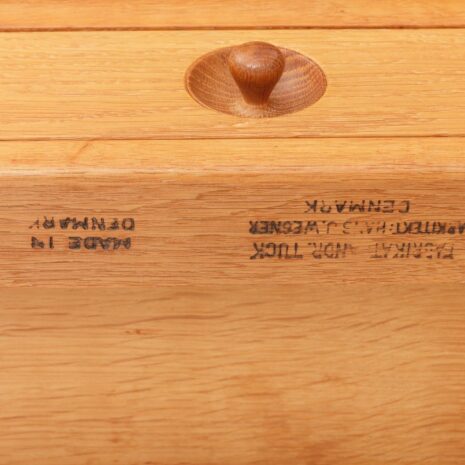 FABRIKAT: ANDR. TUCK
ARKITEKT: HANS J. WEGNER
DENMARK
MADE IN
DENMARK